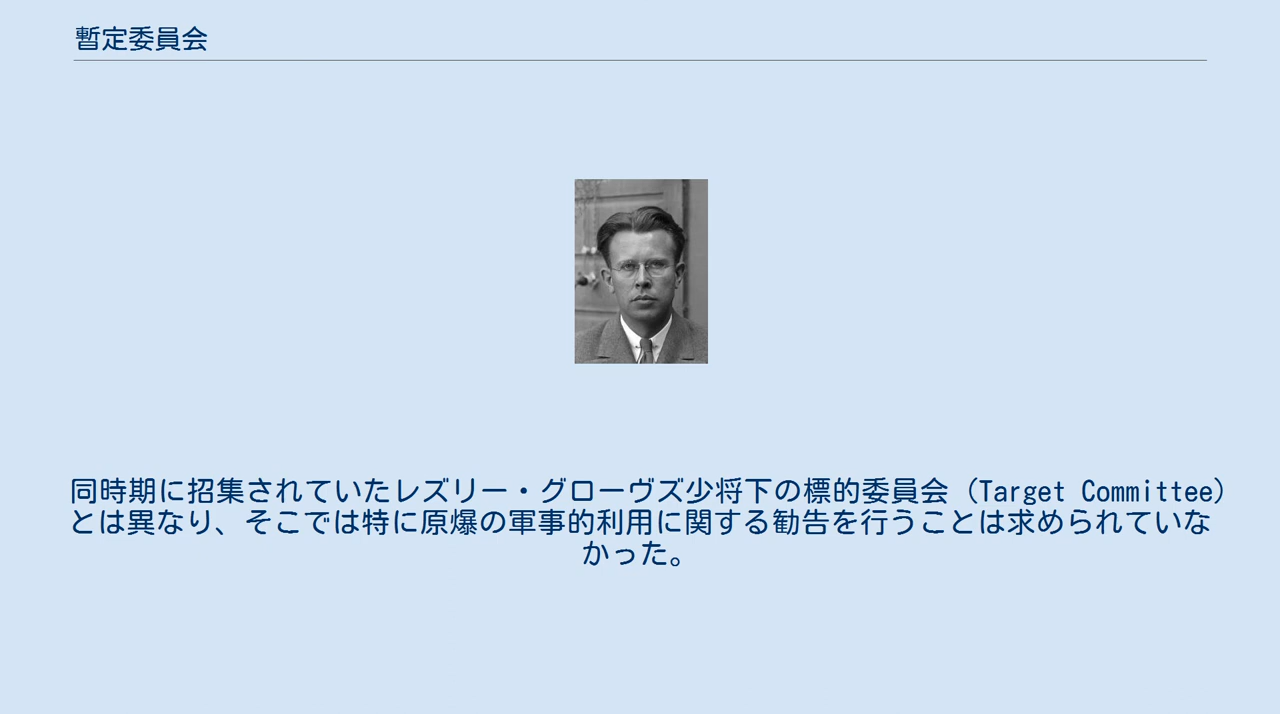 暫定委員会
同時期に招集されていたレズリー・グローヴズ少将下の標的委員会（Target Committee）
とは異なり、そこでは特に原爆の軍事的利用に関する勧告を行うことは求められていな
かった。